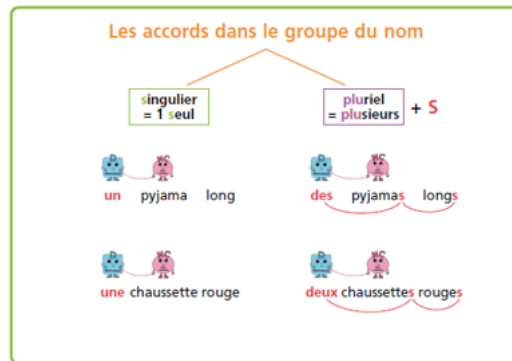 Les accords dans le groupe du nom
singulier
= 1 seul
pluriel
= plusieurs
+ S
un pyjama long
des pyjamas longs
une chaussette rouge
deux chaussettes rouges